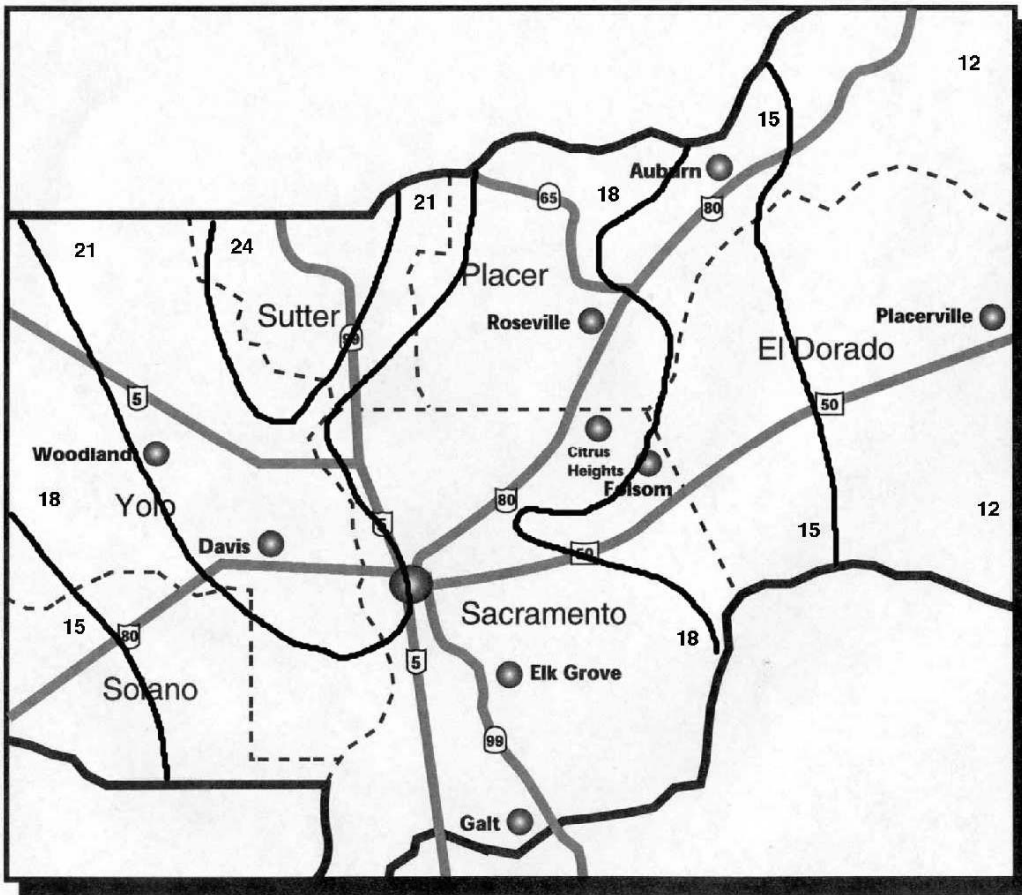 12
15
Auburn
18
21
65
80
24
21
Placer
Sutter
Roseville
Placerville
99
El Dorado
5
50
Citrus
Heights
Woodland
Folsom
18
Yolo
80
5
12
15
Davis
50
Sacramento
15
80
18
5
Elk Grove
Solano
99
Galt